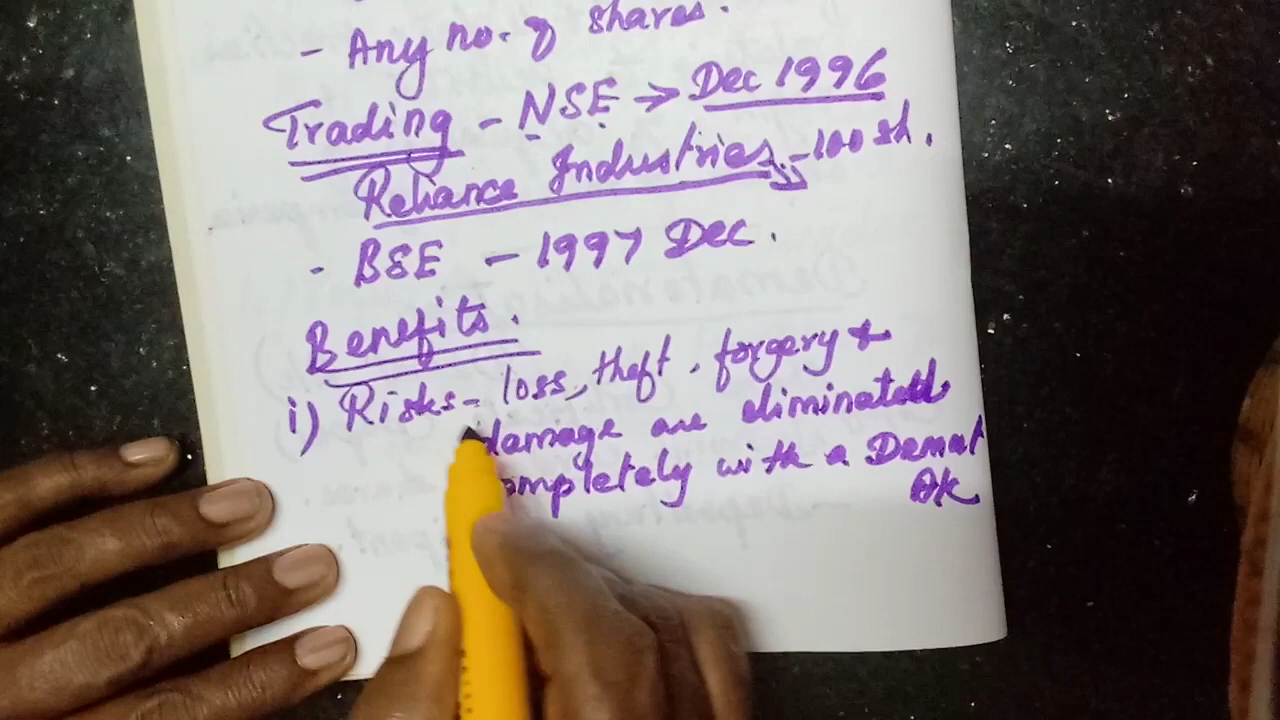 - Any no. of shares.
Trading - NSE → Dec 1996
Reliance Industries - 100 sh.
- BSE - 1997 Dec.
Benefits.
i) Risks - loss, theft, forgery &
damage are eliminated
ompletely with a Demat